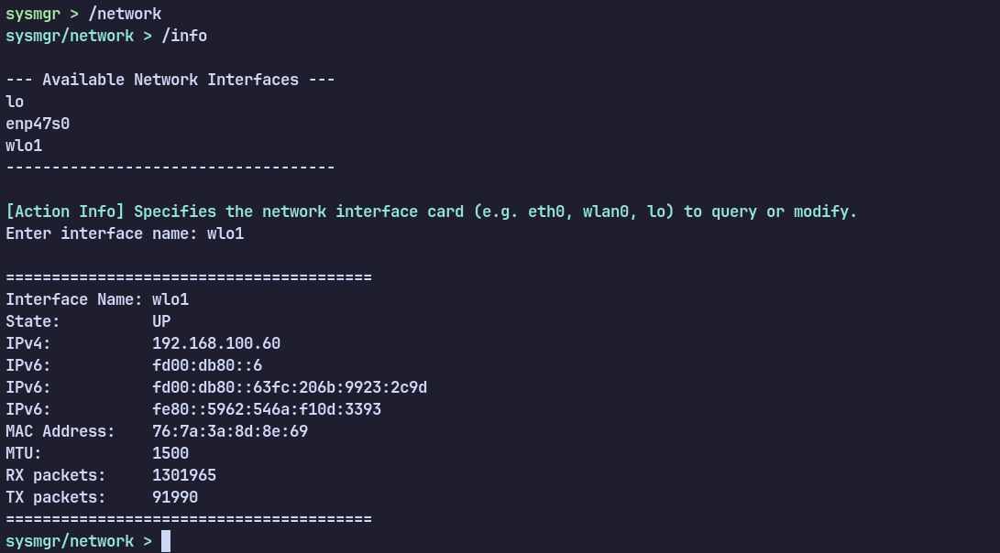 sysmgr > /network
sysmgr/network > /info
--- Available Network Interfaces ---
lo
enp47s0
wlo1
------------------------------------
[Action Info] Specifies the network interface card (e.g. eth0, wlan0, lo) to query or modify.
Enter interface name: wlo1
========================================
Interface Name: wlo1
State:          UP
IPv4:           192.168.100.60
IPv6:           fd00:db80::6
IPv6:           fd00:db80::63fc:206b:9923:2c9d
IPv6:           fe80::5962:546a:f10d:3393
MAC Address:    76:7a:3a:8d:8e:69
MTU:            1500
RX packets:     1301965
TX packets:     91990
========================================
sysmgr/network >